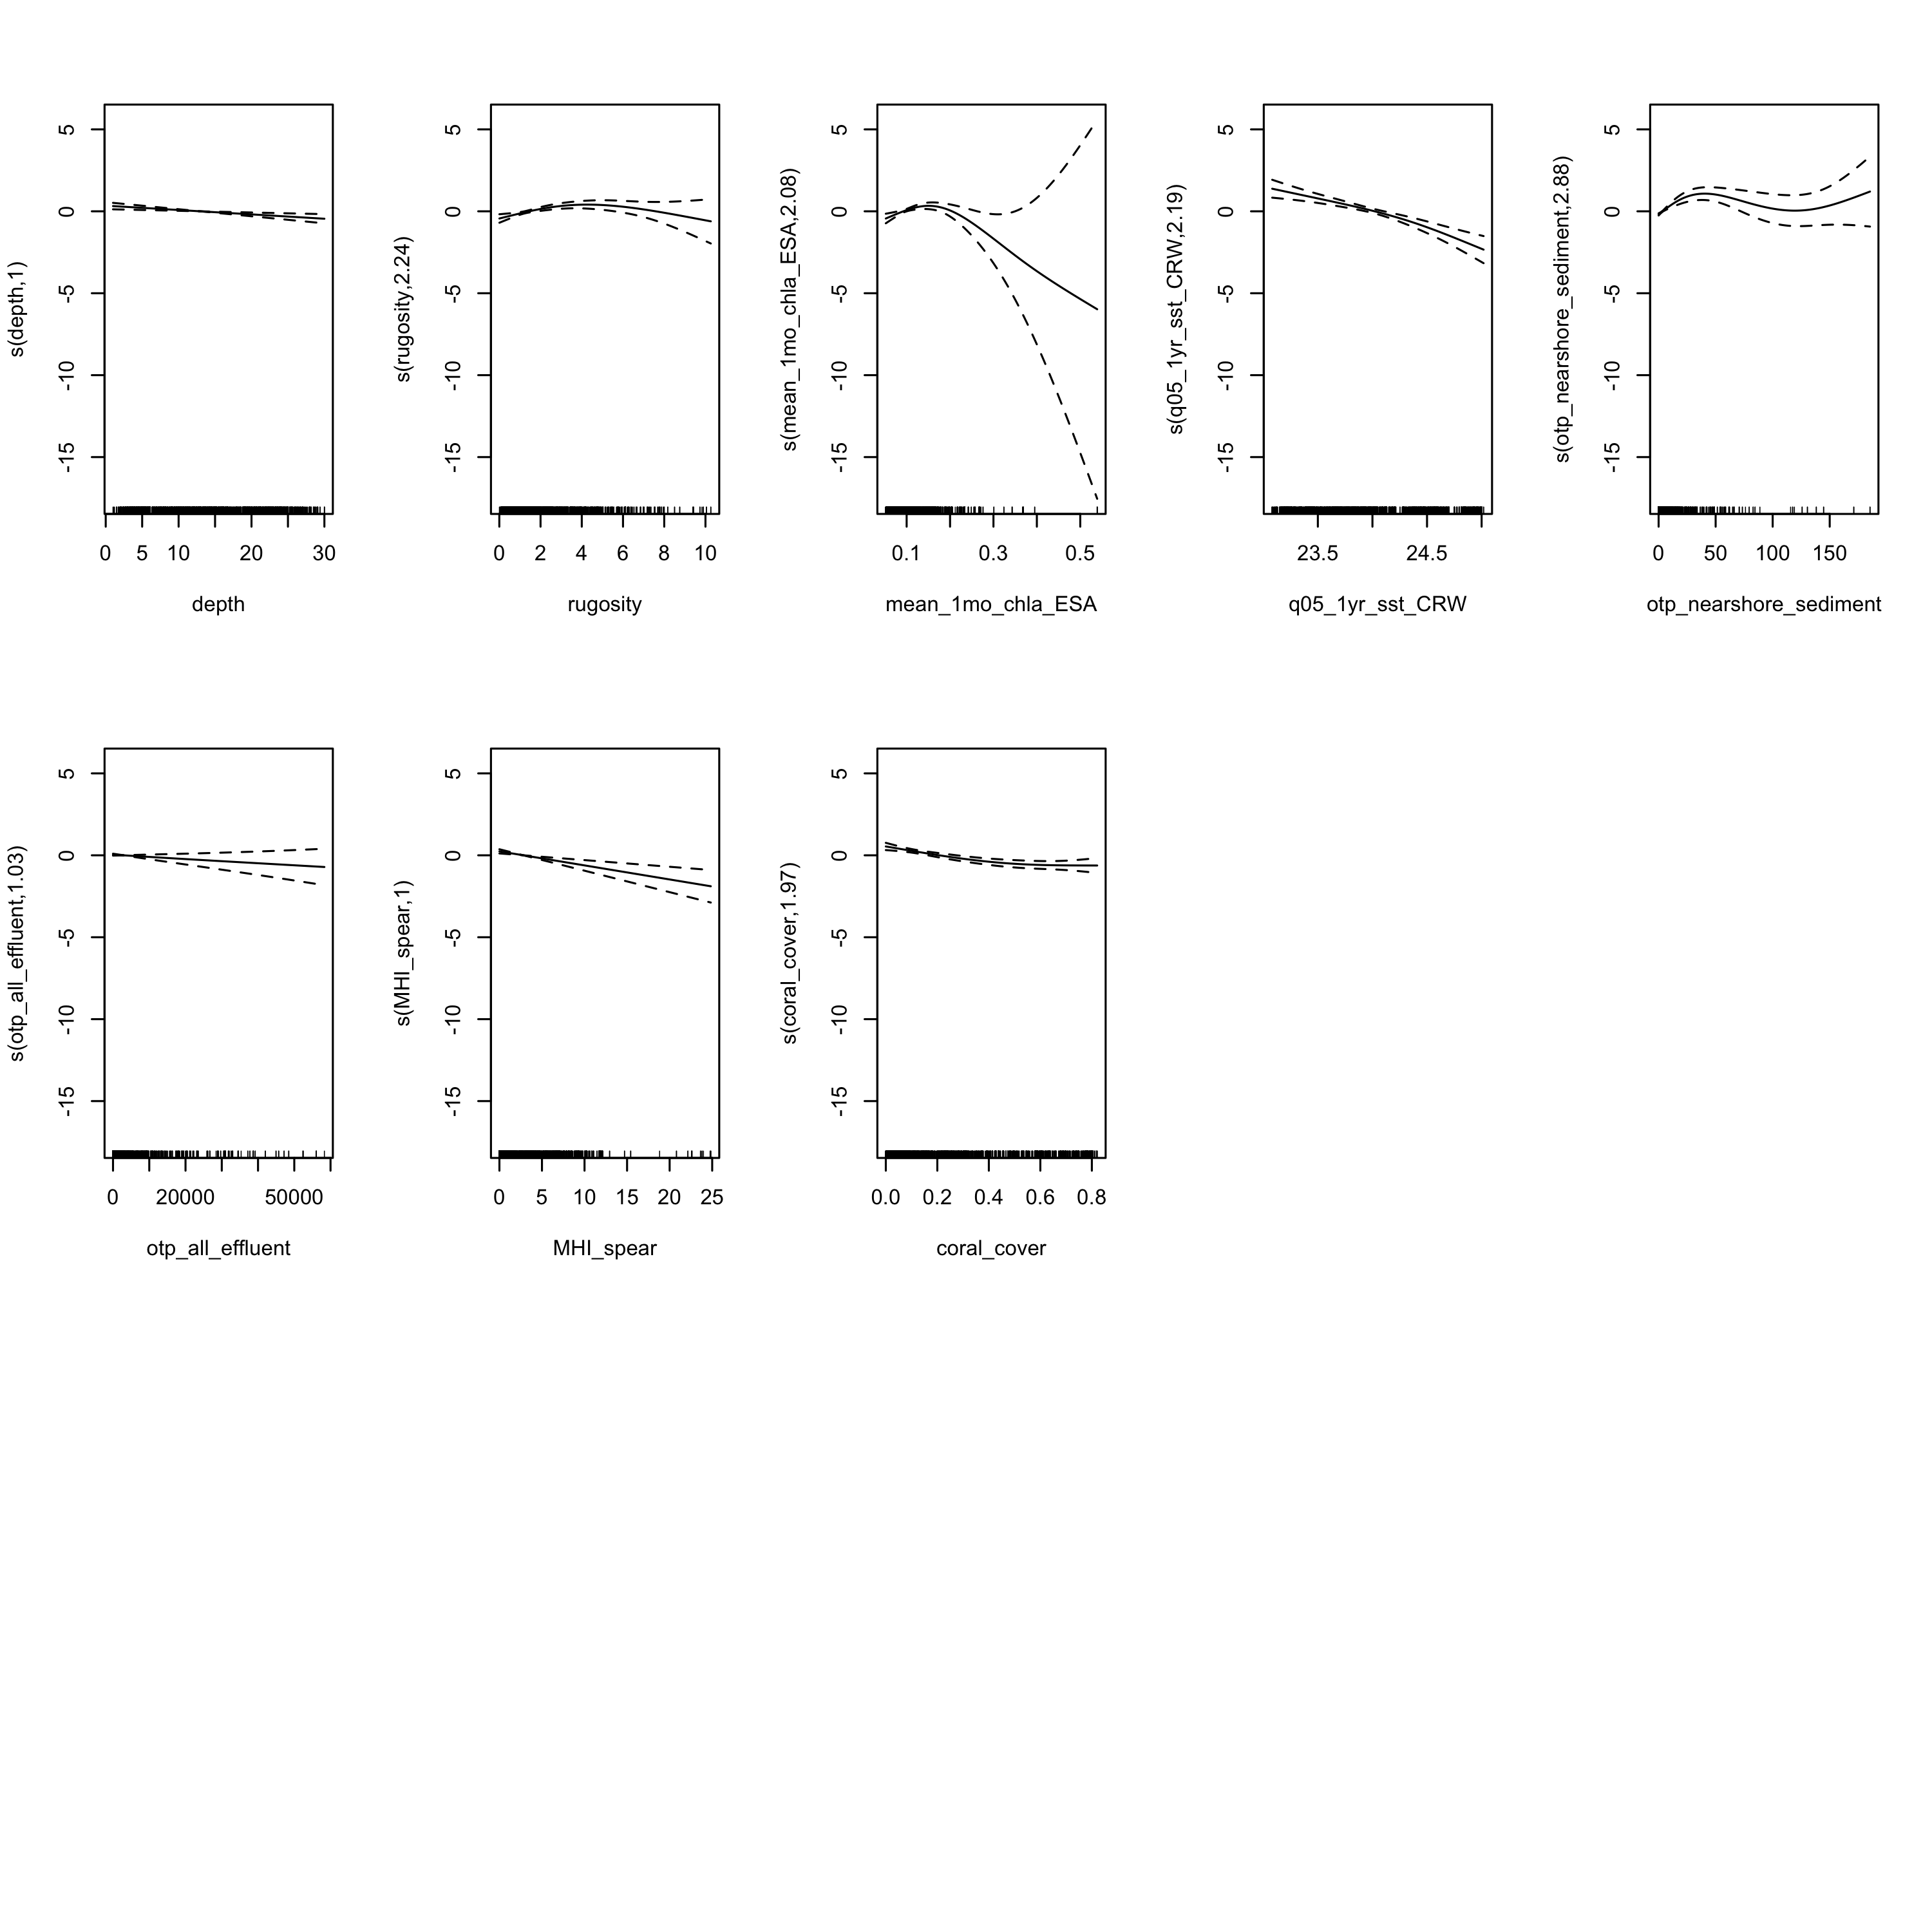 s(depth,1)
5
0
-5
-10
-15
0 5 10 20 30
depth
s(rugosity,2.24)
5
0
-5
-10
-15
0 2 4 6 8 10
rugosity
s(mean_1mo_chla_ESA,2.08)
5
0
-5
-10
-15
0.1 0.3 0.5
mean_1mo_chla_ESA
s(q05_1yr_sst_CRW,2.19)
5
0
-5
-10
-15
23.5 24.5
q05_1yr_sst_CRW
s(otp_nearshore_sediment,2.88)
5
0
-5
-10
-15
0 50 100 150
otp_nearshore_sediment
s(otp_all_effluent,1.03)
5
0
-5
-10
-15
0 20000 50000
otp_all_effluent
s(MHI_spear,1)
5
0
-5
-10
-15
0 5 10 15 20 25
MHI_spear
s(coral_cover,1.97)
5
0
-5
-10
-15
0.0 0.2 0.4 0.6 0.8
coral_cover